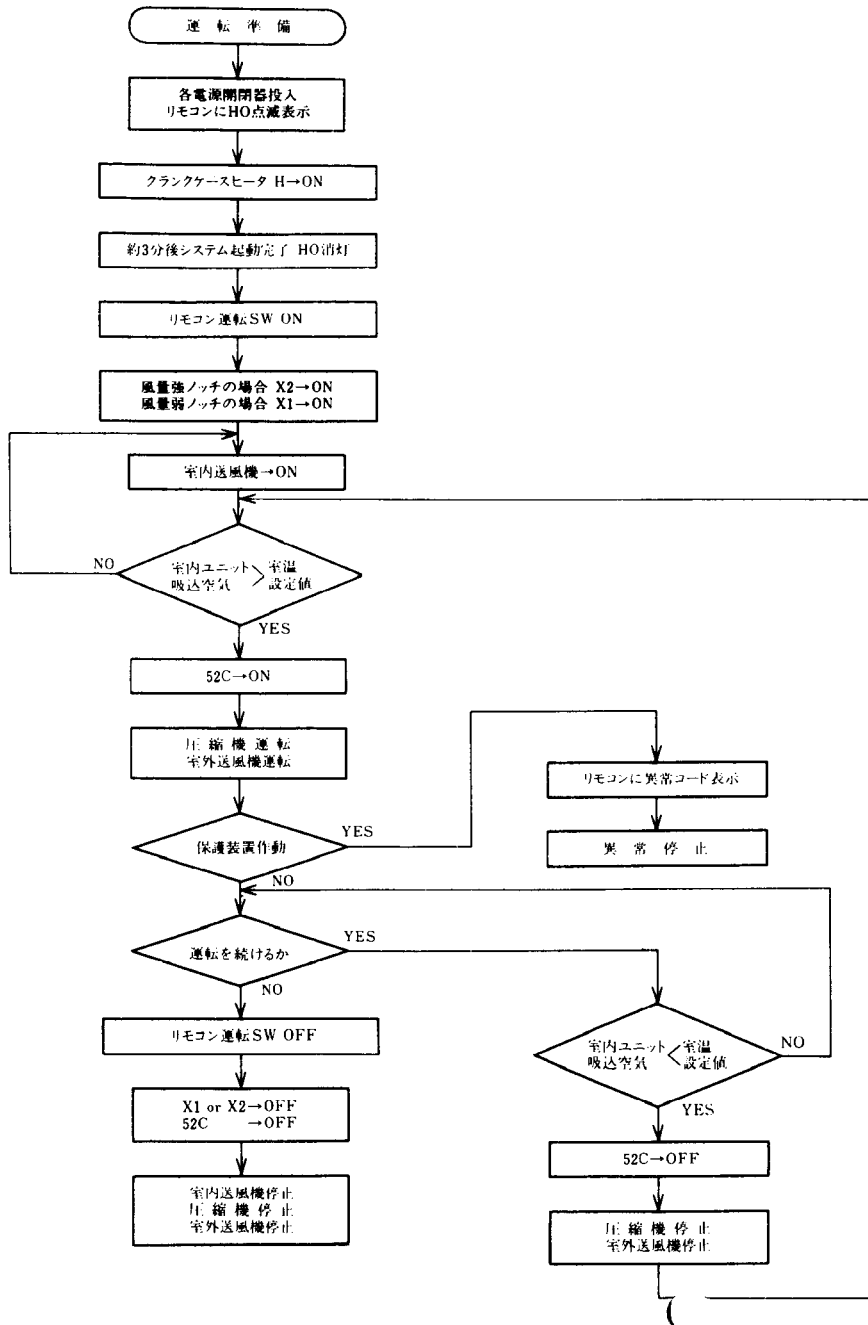 運転準備
各電源開閉器投入
リモコンにHO点滅表示
クランクケースヒータ H→ON
約3分後システム起動完了 HO消灯
リモコン運転SW ON
風量強ノッチの場合 X2→ON
風量弱ノッチの場合 X1→ON
室内送風機→ON
NO
室内ユニット > 室温
吸込空気 設定値
YES
52C→ON
圧縮機運転
室外送風機運転
リモコンに異常コード表示
保護装置作動
YES
異常停止
NO
運転を続けるか
YES
NO
リモコン運転SW OFF
室内ユニット < 室温
吸込空気 設定値
NO
YES
X1 or X2→OFF
52C →OFF
52C→OFF
室内送風機停止
圧縮機停止
室外送風機停止
圧縮機停止
室外送風機停止